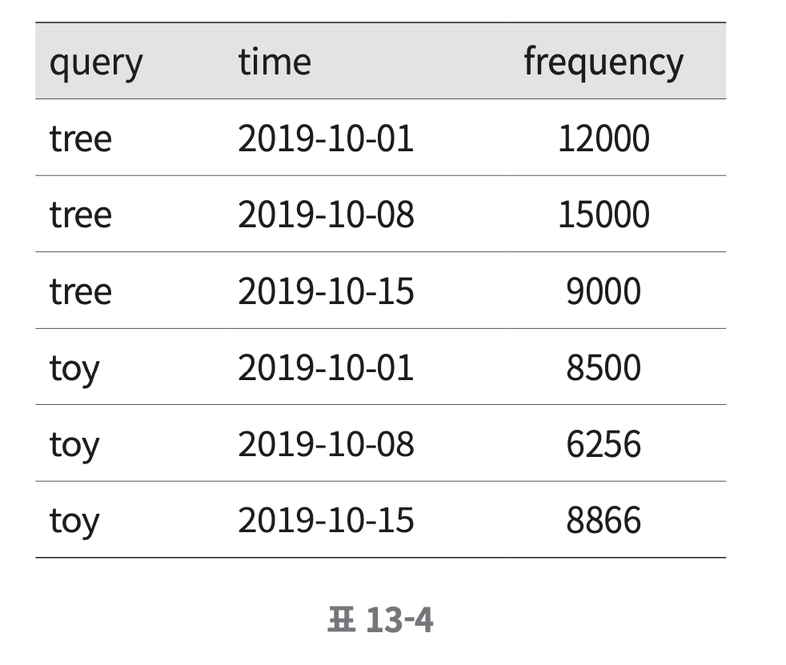 query time frequency
tree 2019-10-01 12000
tree 2019-10-08 15000
tree 2019-10-15 9000
toy 2019-10-01 8500
toy 2019-10-08 6256
toy 2019-10-15 8866
표 13-4